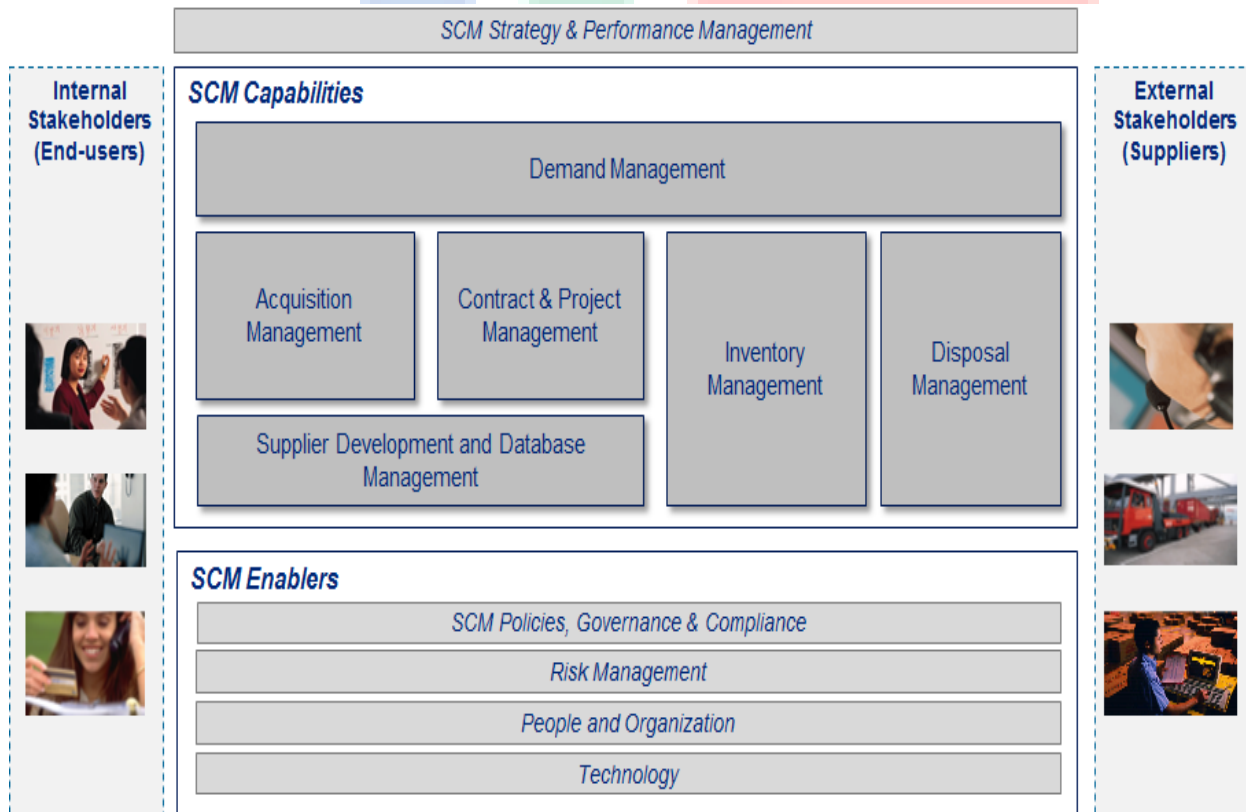 SCM Strategy & Performance Management
Internal
Stakeholders
(End-users)
SCM Capabilities
Demand Management
Acquisition
Management
Contract & Project
Management
Inventory
Management
Disposal
Management
Supplier Development and Database
Management
External
Stakeholders
(Suppliers)
SCM Enablers
SCM Policies, Governance & Compliance
Risk Management
People and Organization
Technology